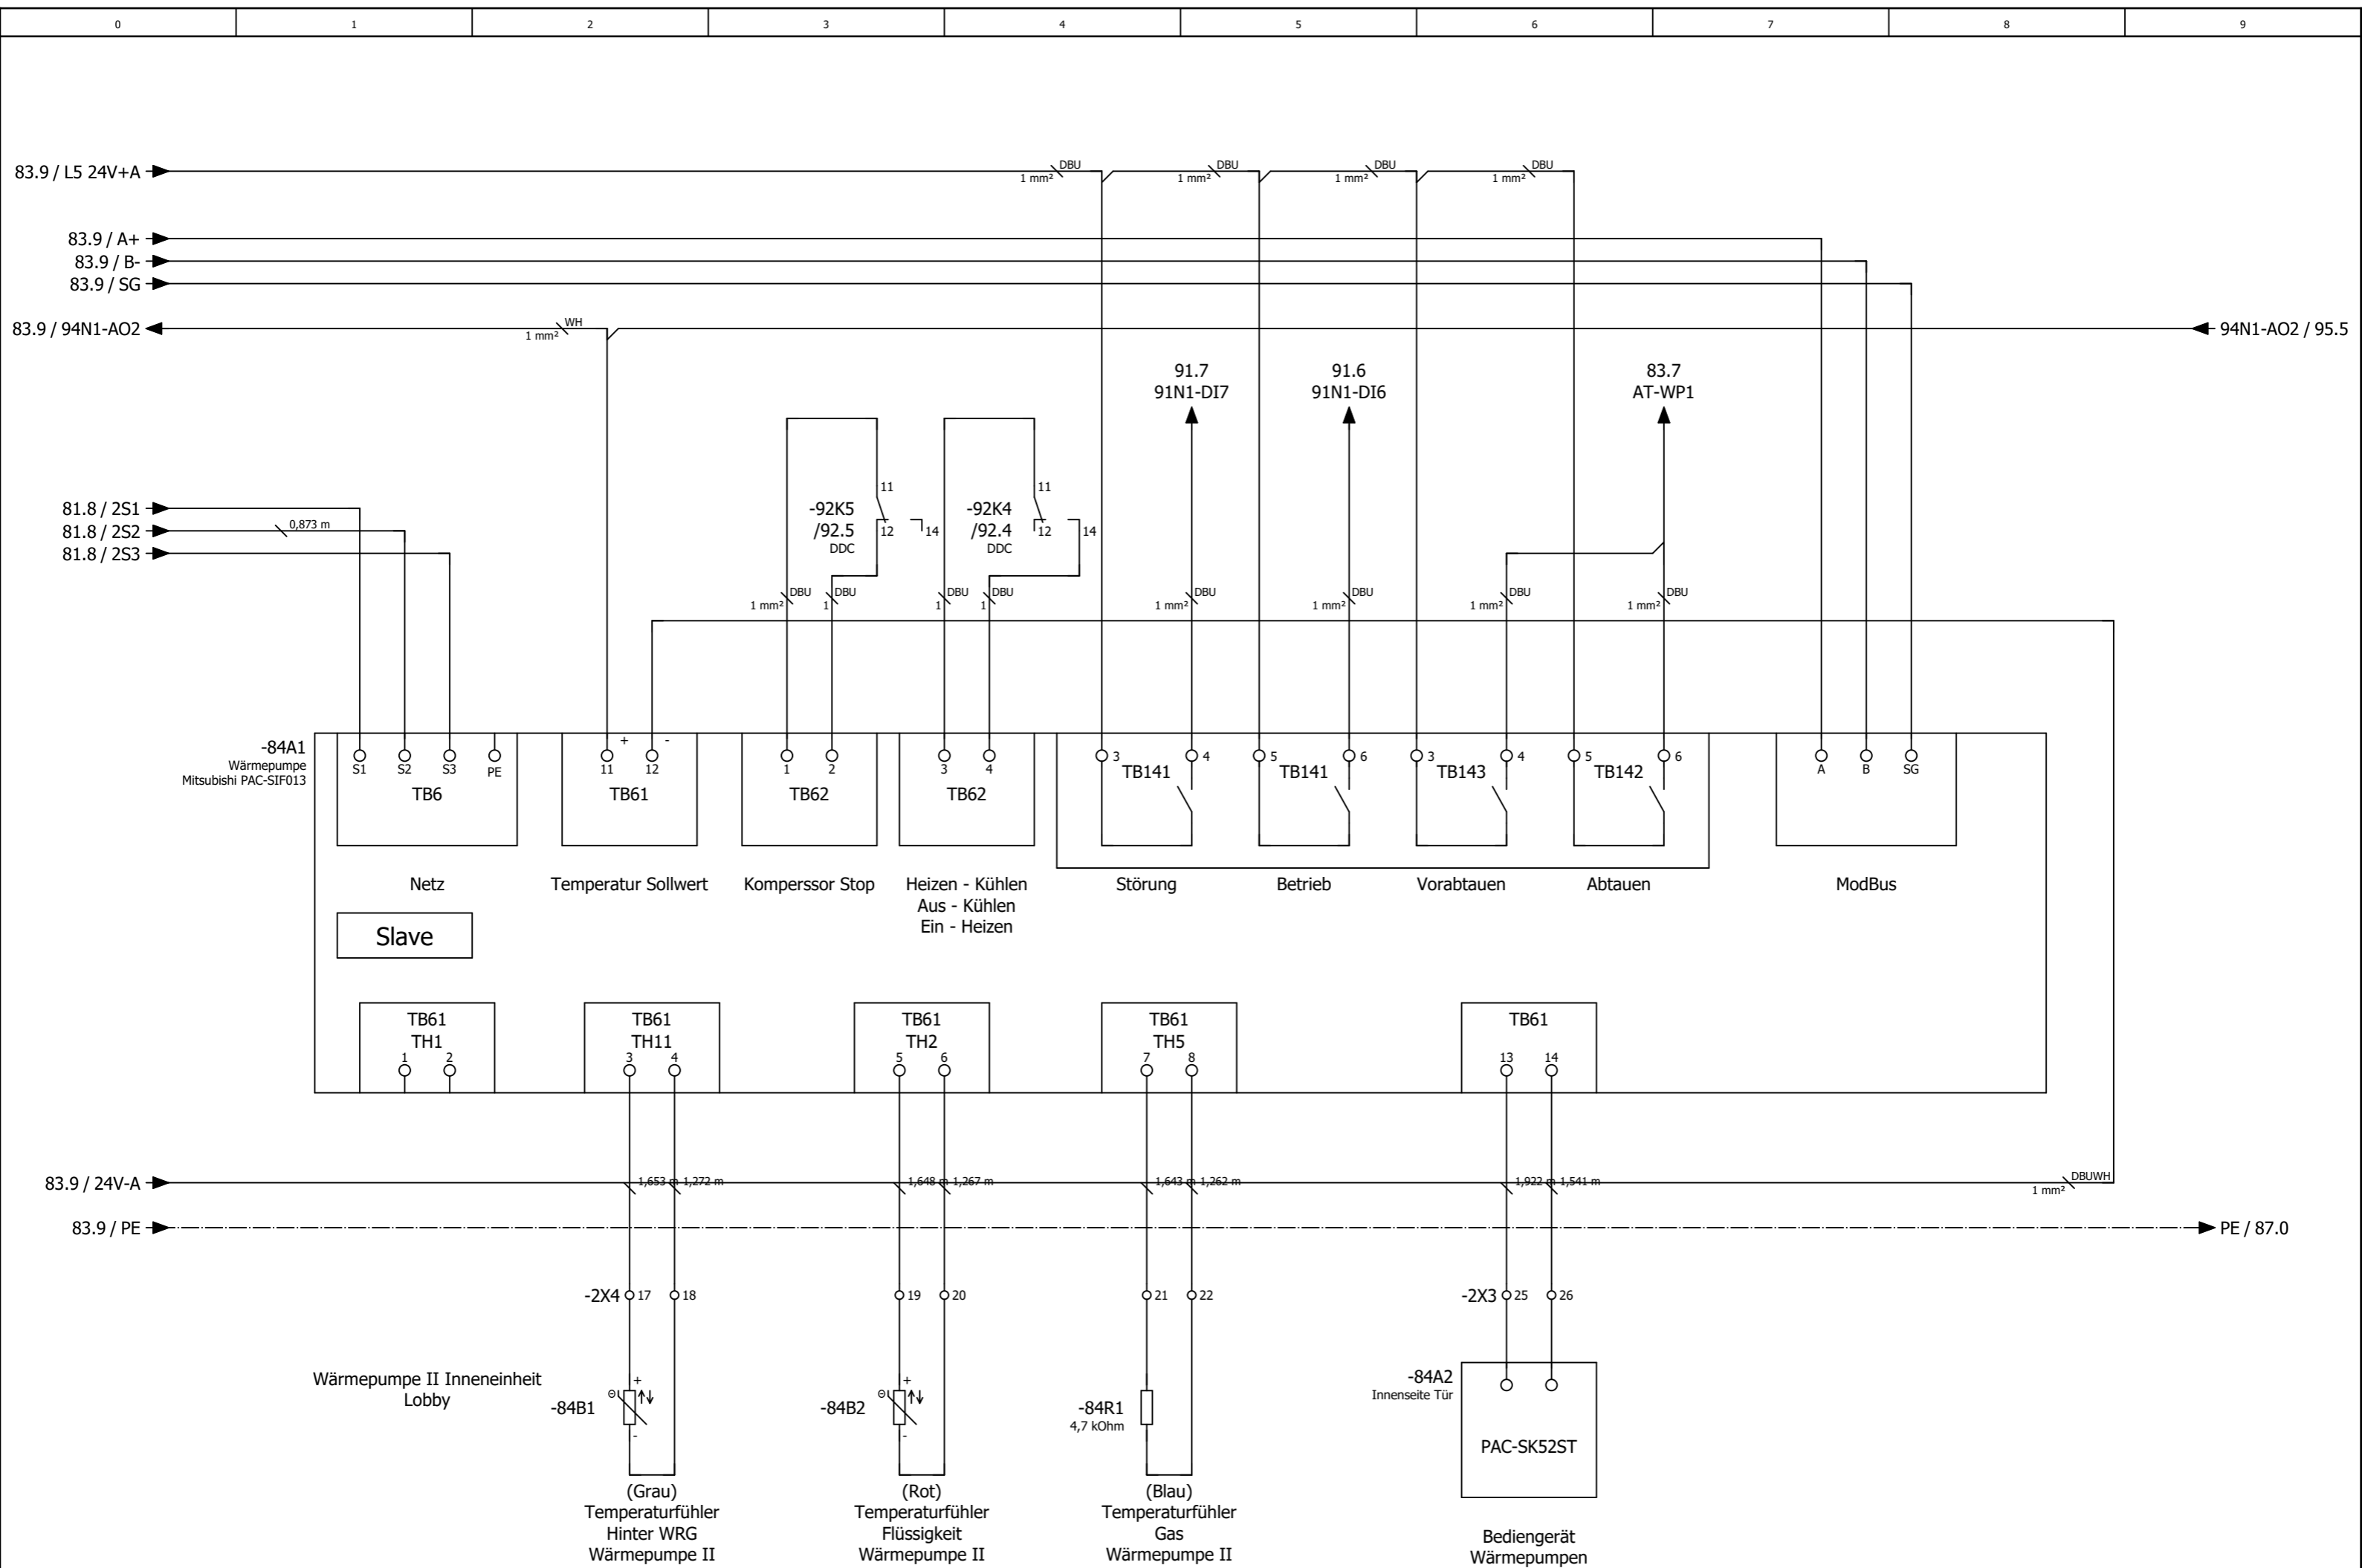 0 1 2 3 4 5 6 7 8 9
83.9 / L5 24V+A
DBU
1 mm²
DBU
1 mm²
DBU
1 mm²
DBU
1 mm²
83.9 / A+
83.9 / B-
83.9 / SG
83.9 / 94N1-AO2
WH
1 mm²
94N1-AO2 / 95.5
91.7
91N1-DI7
91.6
91N1-DI6
83.7
AT-WP1
81.8 / 2S1
81.8 / 2S2
0,873 m
81.8 / 2S3
-92K5
/92.5
DDC
11
12
14
-92K4
/92.4
DDC
11
12
14
DBU
1 mm²
DBU
1
DBU
1
DBU
1
DBU
1 mm²
DBU
1 mm²
DBU
1 mm²
DBU
1 mm²
-84A1
Wärmepumpe
Mitsubishi PAC-SIF013
S1 S2 S3 PE
TB6
+ -
11 12
TB61
1 2
TB62
3 4
TB62
3 TB141 4
5 TB141 6
3 TB143 4
5 TB142 6
A B SG
Netz
Temperatur Sollwert
Komperssor Stop
Heizen - Kühlen
Aus - Kühlen
Ein - Heizen
Störung
Betrieb
Vorabtauen
Abtauen
ModBus
Slave
TB61
TH1
1 2
TB61
TH11
3 4
TB61
TH2
5 6
TB61
TH5
7 8
TB61
13 14
83.9 / 24V-A
1,653 m 1,272 m
1,648 m 1,267 m
1,643 m 1,262 m
1,922 m 1,541 m
DBUWH
1 mm²
83.9 / PE
PE / 87.0
-2X4 17 18
19 20
21 22
-2X3 25 26
Wärmepumpe II Inneneinheit
Lobby
-84B1
+
-
-84B2
+
-
-84R1
4,7 kOhm
-84A2
Innenseite Tür
PAC-SK52ST
(Grau)
Temperaturfühler
Hinter WRG
Wärmepumpe II
(Rot)
Temperaturfühler
Flüssigkeit
Wärmepumpe II
(Blau)
Temperaturfühler
Gas
Wärmepumpe II
Bediengerät
Wärmepumpen